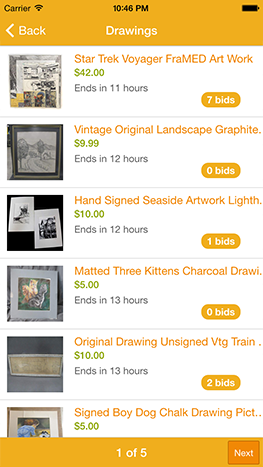 Carrier 10:46 PM
Back Drawings
Star Trek Voyager FraMED Art Work
$42.00
Ends in 11 hours
7 bids
Vintage Original Landscape Graphite...
$9.99
Ends in 12 hours
0 bids
Hand Signed Seaside Artwork Lighth...
$10.00
Ends in 12 hours
1 bids
Matted Three Kittens Charcoal Drawi...
$5.00
Ends in 13 hours
0 bids
Original Drawing Unsigned Vtg Train ...
$10.00
Ends in 13 hours
2 bids
Signed Boy Dog Chalk Drawing Pict...
$5.00
1 of 5 Next